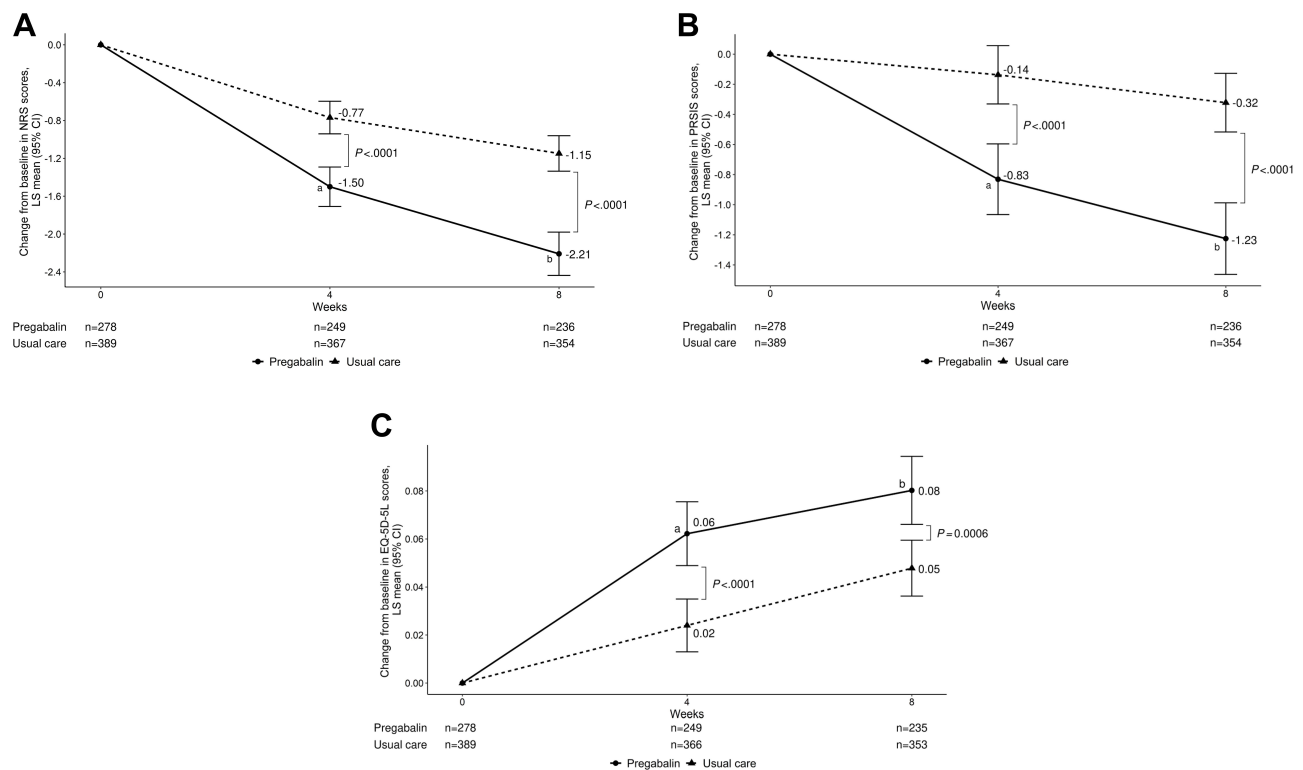 A
Change from baseline in NRS scores,
LS mean (95% CI)
0.0
-0.4
-0.8
-1.2
-1.6
-2.0
-2.4
-0.77
P<.0001
-1.15
a
-1.50
P<.0001
b
-2.21
0
4
8
Weeks
Pregabalin n=278 n=249 n=236
Usual care n=389 n=367 n=354
Pregabalin Usual care
B
Change from baseline in PRSIS scores,
LS mean (95% CI)
0.0
-0.2
-0.4
-0.6
-0.8
-1.0
-1.2
-1.4
-0.14
-0.32
P<.0001
P<.0001
a
-0.83
b
-1.23
0
4
8
Weeks
Pregabalin n=278 n=249 n=236
Usual care n=389 n=367 n=354
Pregabalin Usual care
C
Change from baseline in EQ-5D-5L scores,
LS mean (95% CI)
0.08
0.06
0.04
0.02
0.00
b
0.08
a
0.06
P=0.0006
P<.0001
0.05
0.02
0
4
8
Weeks
Pregabalin n=278 n=249 n=235
Usual care n=389 n=366 n=353
Pregabalin Usual care